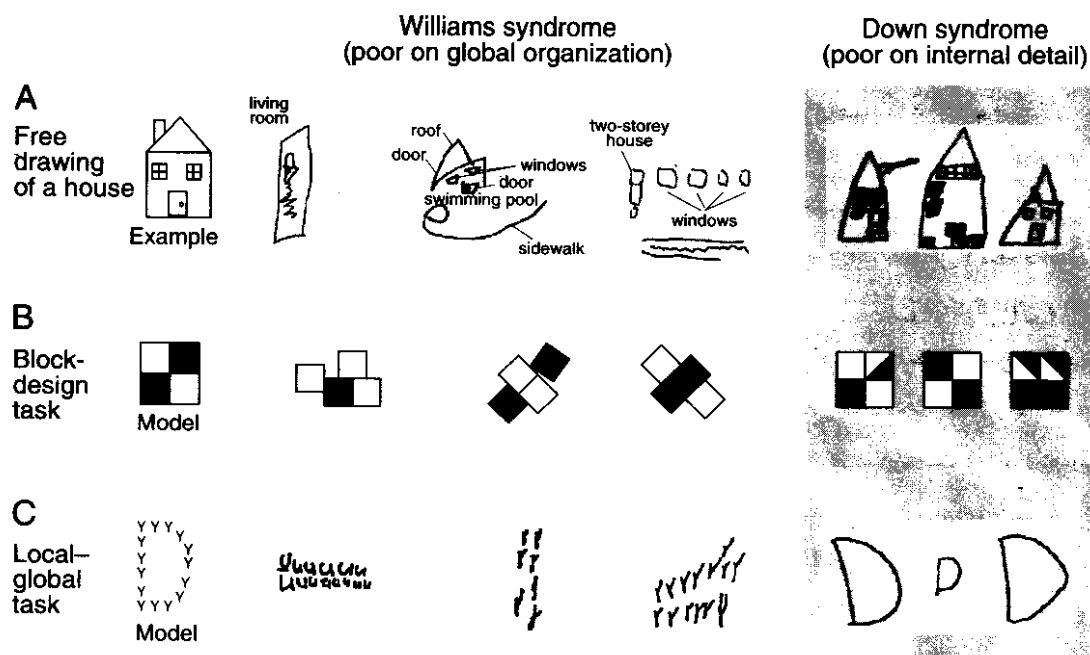 Williams syndrome
(poor on global organization)
Down syndrome
(poor on internal detail)
A
Free
drawing
of a house
Example
living
room
roof
door
windows
door
swimming pool
sidewalk
two-storey
house
windows
B
Block-
design
task
Model
C
Local–
global
task
Y Y Y
Y Y
Y Y
Y Y
Y Y
Y Y
Y Y Y
Model